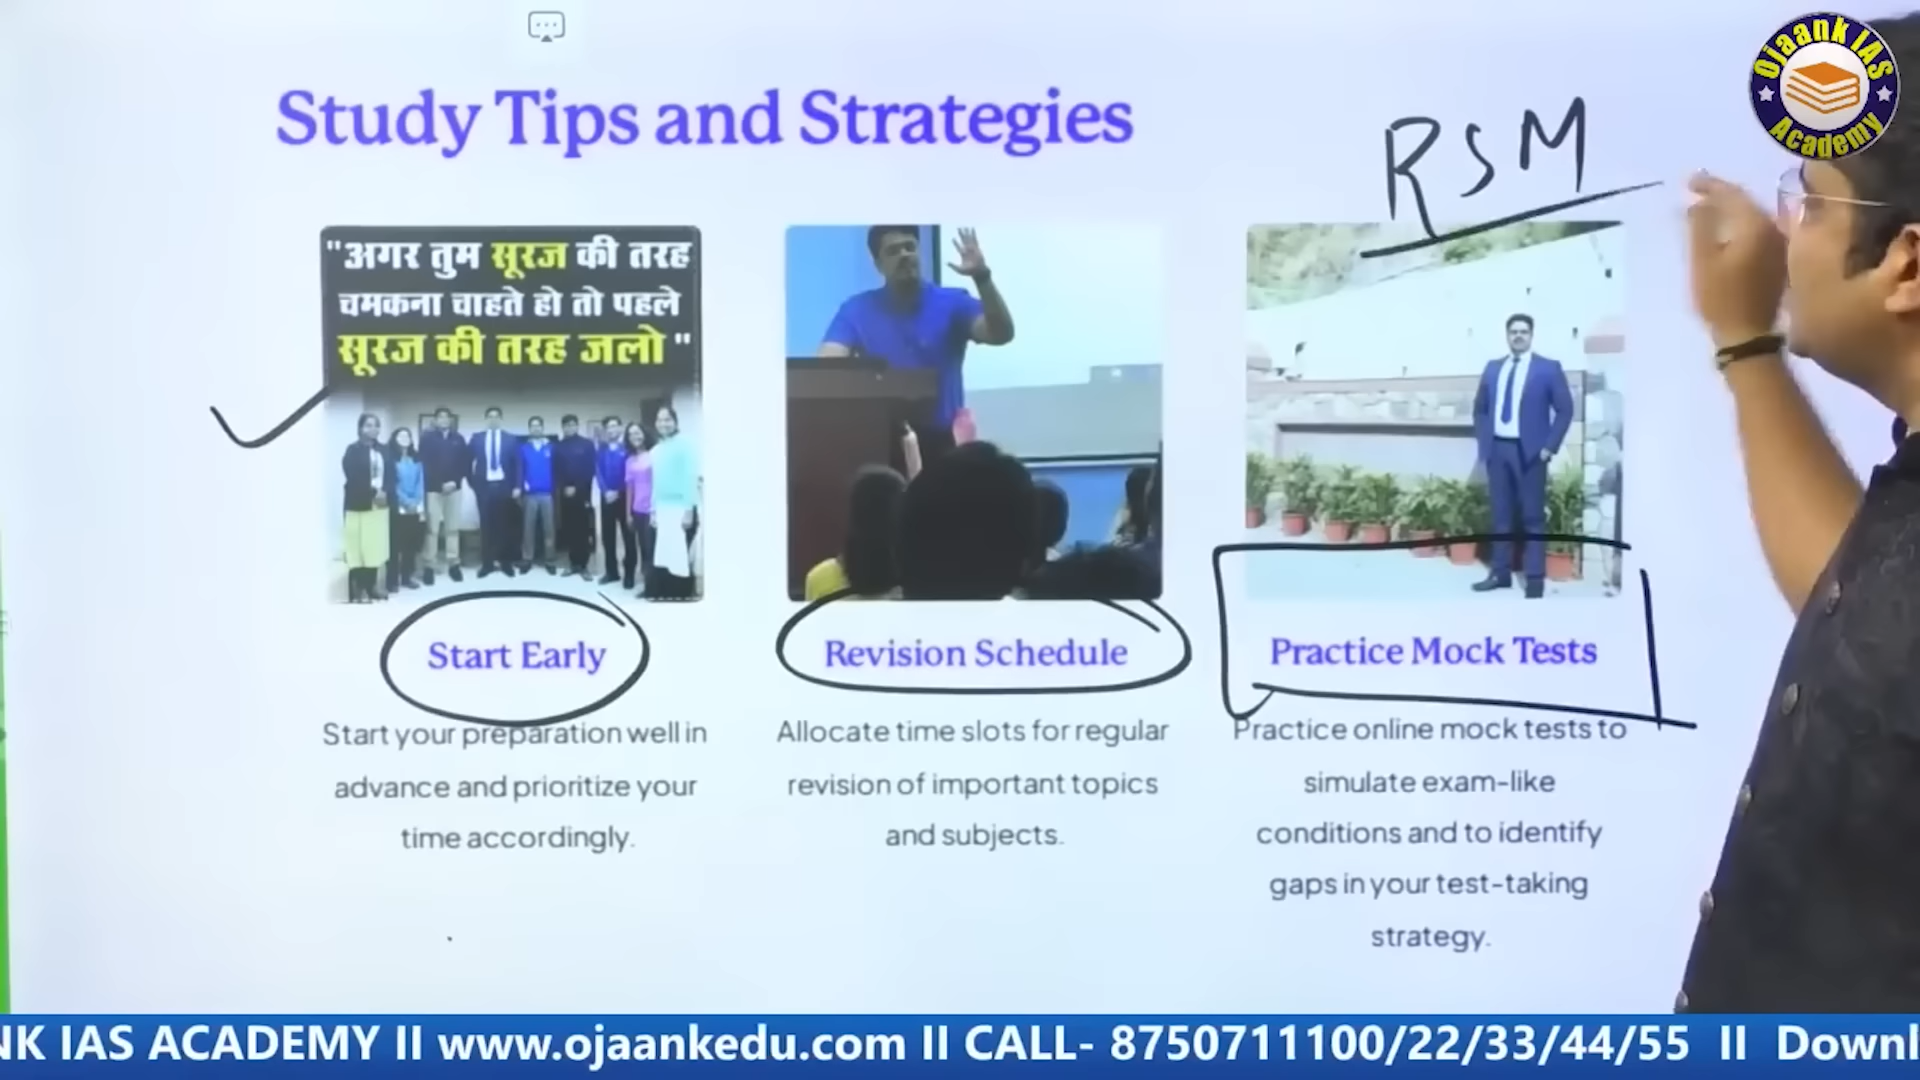 Ojaank IAS
Academy
Study Tips and Strategies
RSM
"अगर तुम सूरज की तरह
चमकना चाहते हो तो पहले
सूरज की तरह जलो "
Start Early
Start your preparation well in
advance and prioritize your
time accordingly.
Revision Schedule
Allocate time slots for regular
revision of important topics
and subjects.
Practice Mock Tests
Practice online mock tests to
simulate exam-like
conditions and to identify
gaps in your test-taking
strategy.
NK IAS ACADEMY II www.ojaankedu.com II CALL- 8750711100/22/33/44/55 II Downl